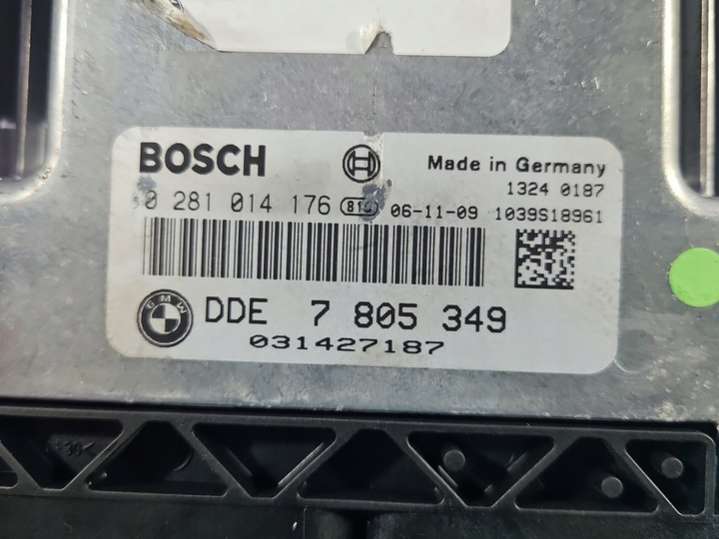 BOSCH
Made in Germany
1324 0187
0 281 014 176 06-11-09 1039S18961
BMW
DDE 7 805 349
031427187